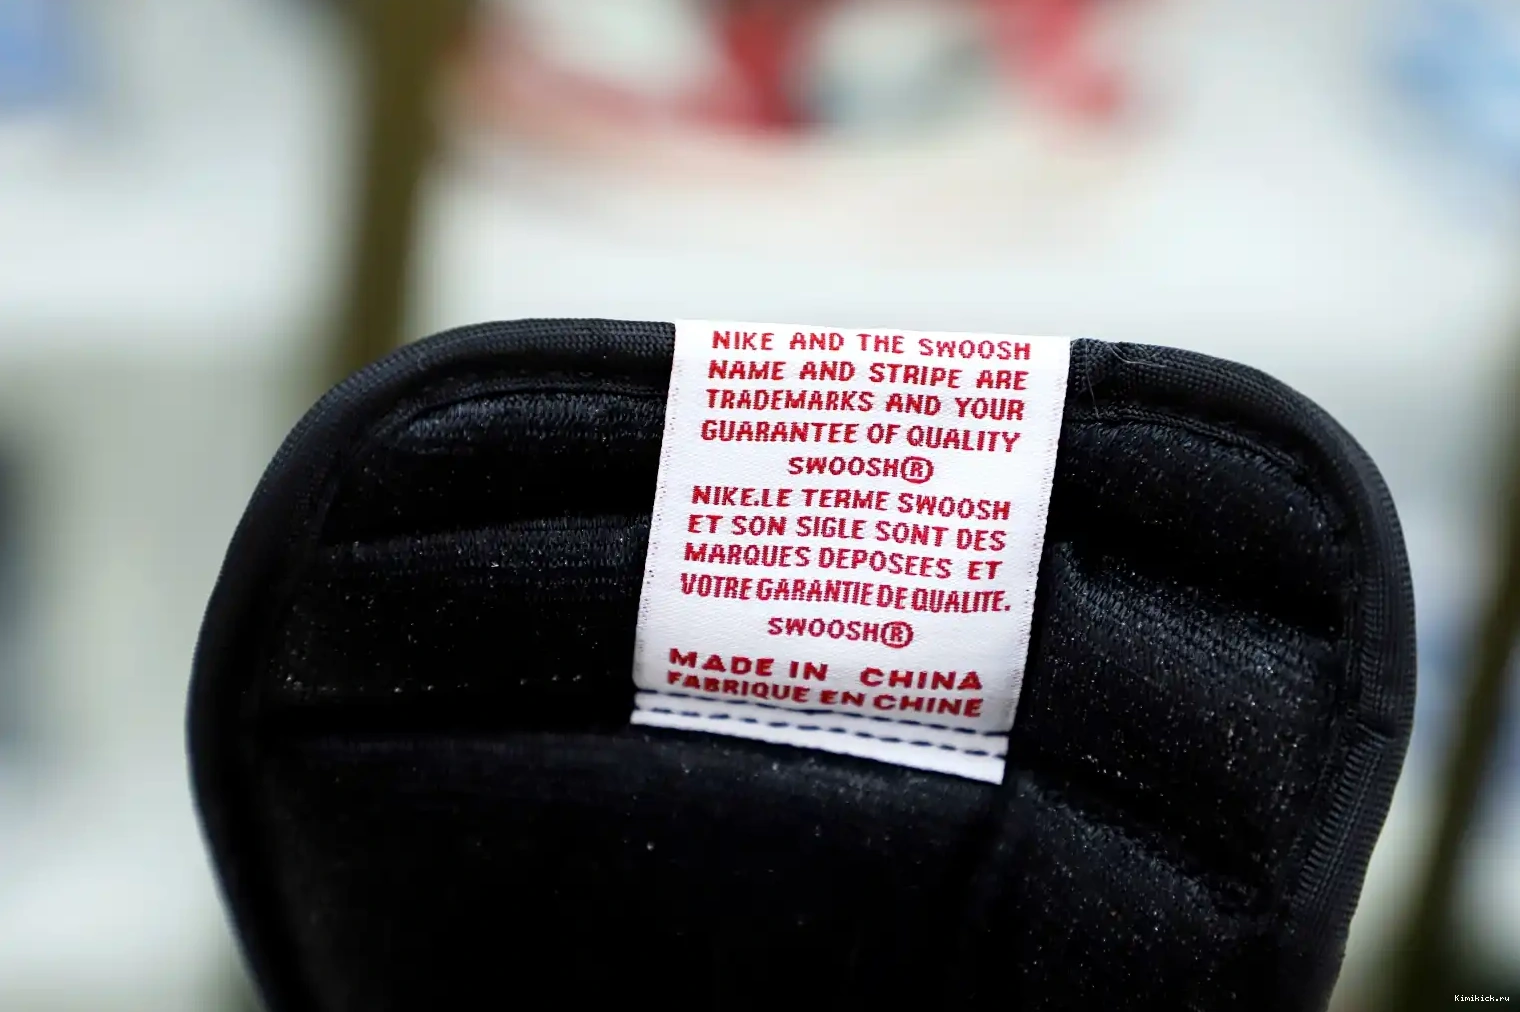 NIKE AND THE SWOOSH
NAME AND STRIPE ARE
TRADEMARKS AND YOUR
GUARANTEE OF QUALITY
SWOOSH®
NIKE.LE TERME SWOOSH
ET SON SIGLE SONT DES
MARQUES DEPOSEES ET
VOTRE GARANTIE DE QUALITE.
SWOOSH®
MADE IN CHINA
FABRIQUE EN CHINE
Kimikick.ru